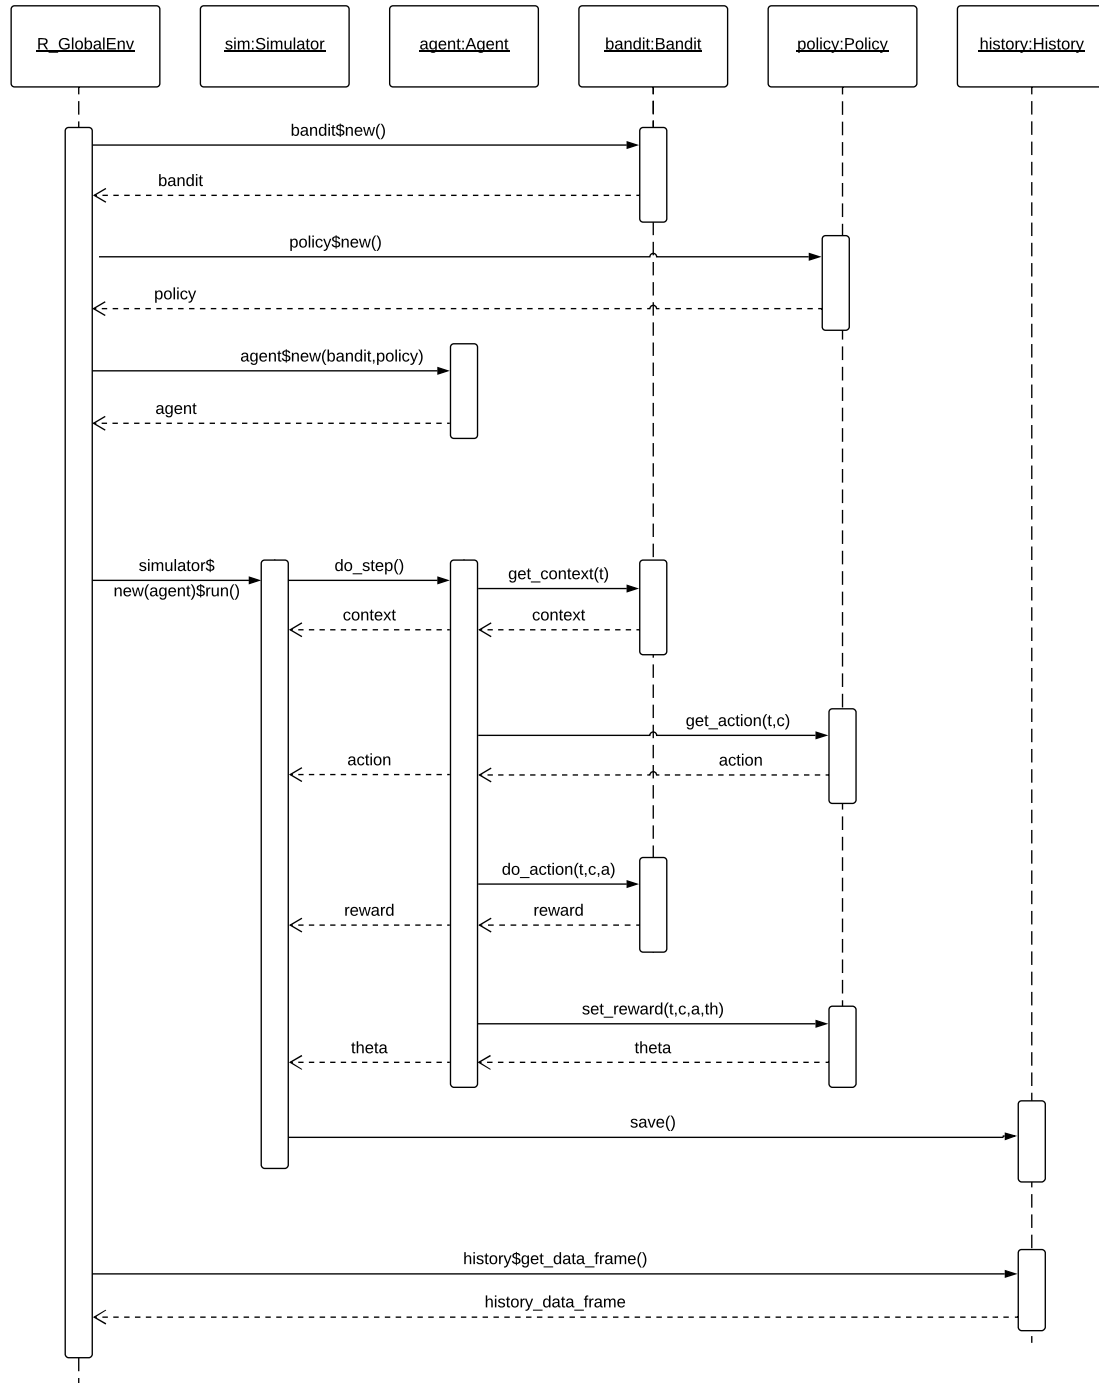 R_GlobalEnv
sim:Simulator
agent:Agent
bandit:Bandit
policy:Policy
history:History
bandit$new()
bandit
policy$new()
policy
agent$new(bandit,policy)
agent
simulator$
new(agent)$run()
do_step()
get_context(t)
context
context
get_action(t,c)
action
action
do_action(t,c,a)
reward
reward
set_reward(t,c,a,th)
theta
theta
save()
history$get_data_frame()
history_data_frame